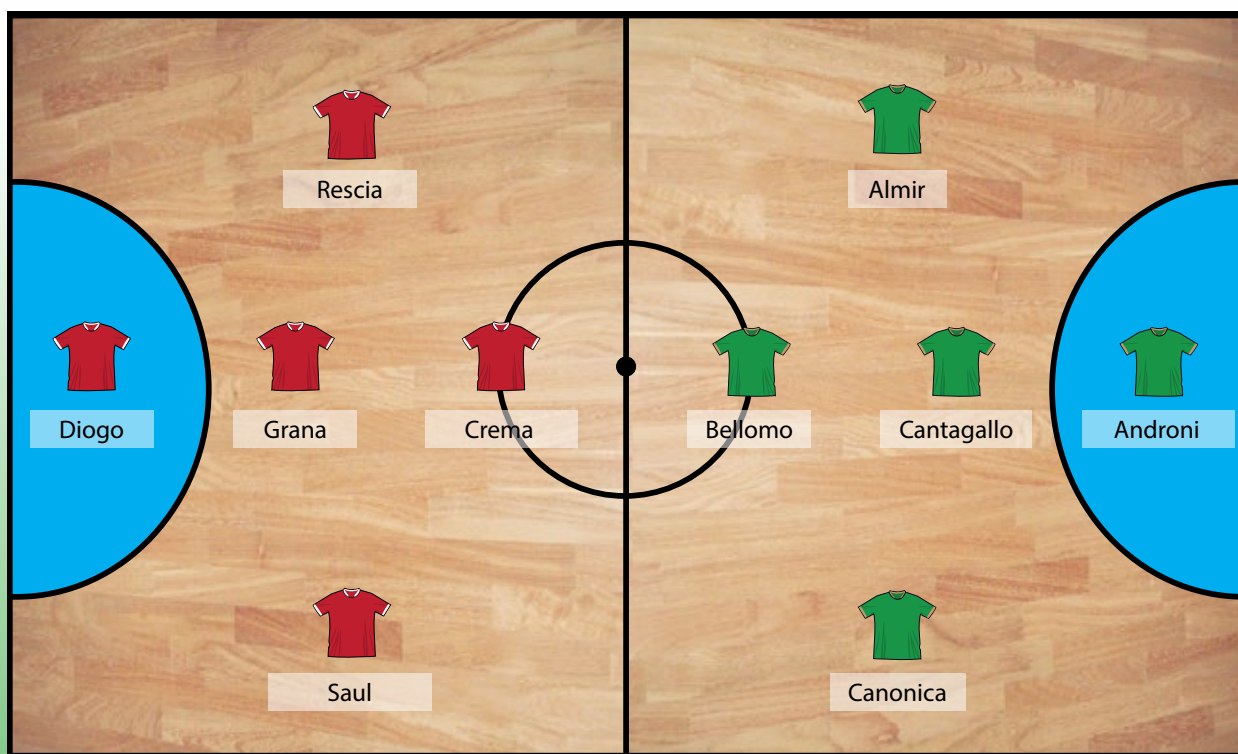 Rescia
Almir
Diogo
Grana
Crema
Bellomo
Cantagallo
Androni
Saul
Canonica